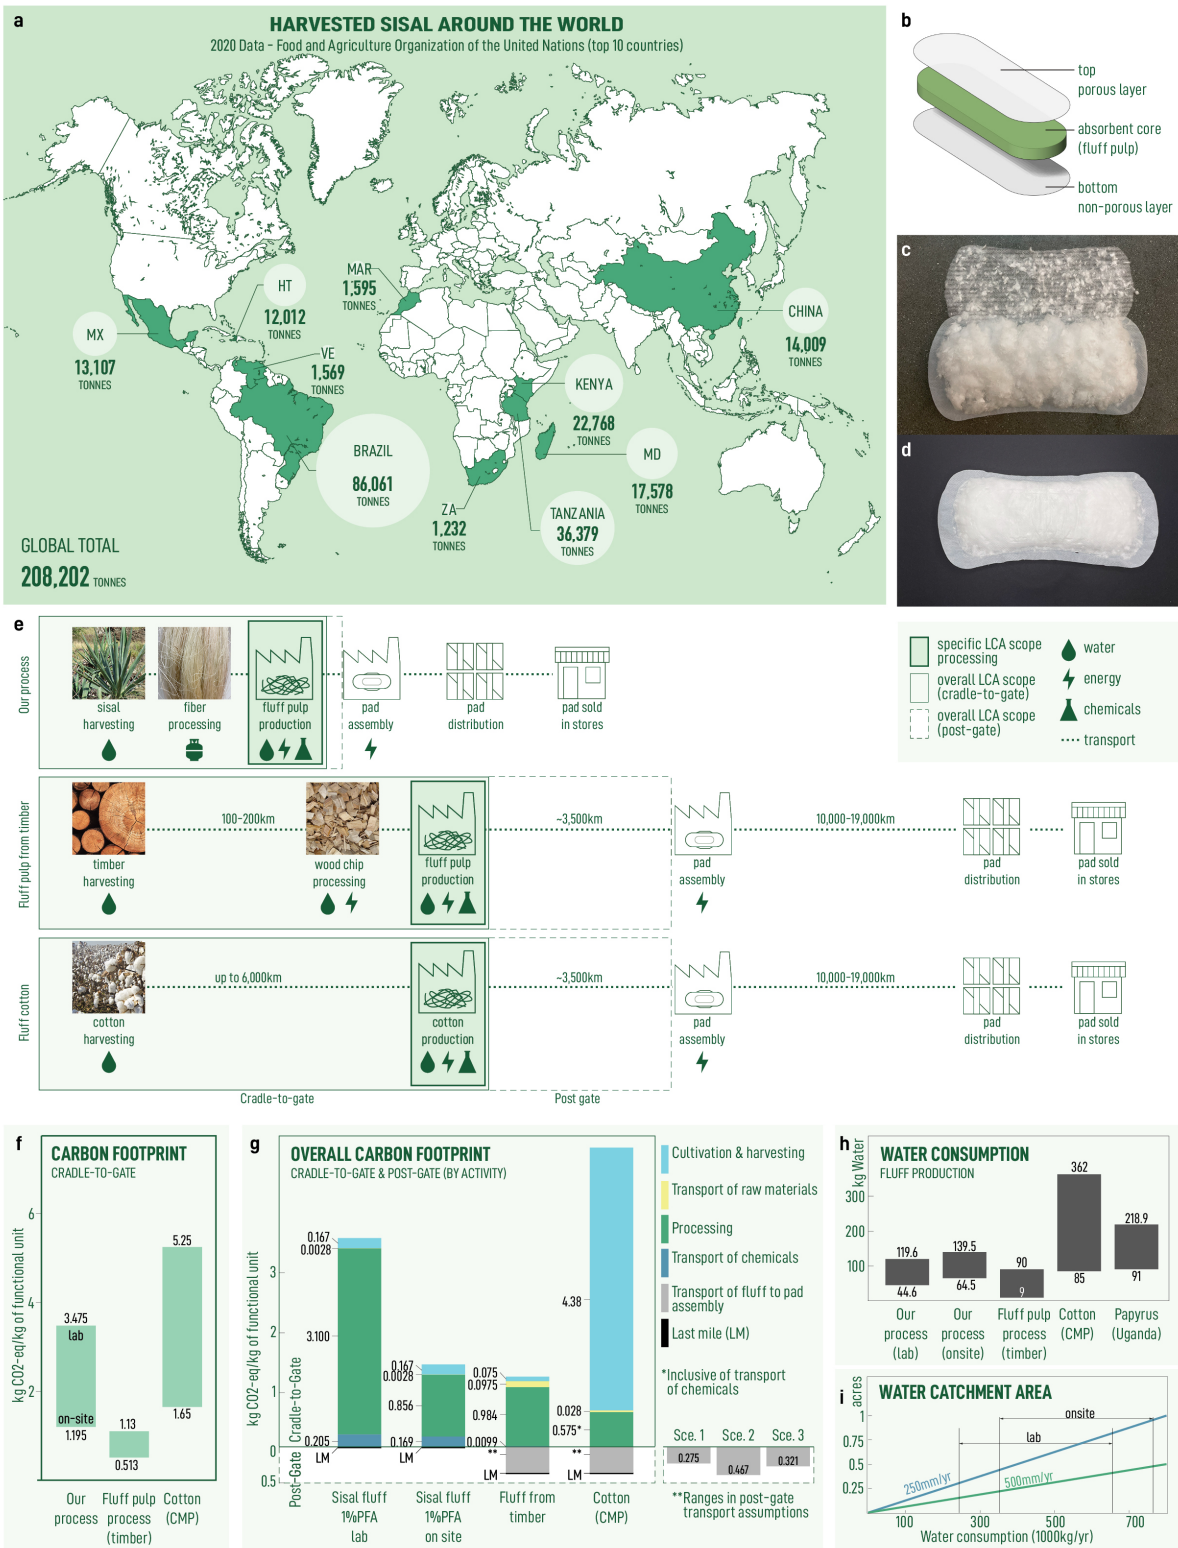 a
HARVESTED SISAL AROUND THE WORLD
2020 Data - Food and Agriculture Organization of the United Nations (top 10 countries)
MAR
1,595
TONNES
HT
12,012
TONNES
MX
13,107
TONNES
VE
1,569
TONNES
CHINA
14,009
TONNES
KENYA
22,768
TONNES
BRAZIL
86,061
TONNES
MD
17,578
TONNES
ZA
1,232
TONNES
TANZANIA
36,379
TONNES
GLOBAL TOTAL
208,202 TONNES
b
top
porous layer
absorbent core
(fluff pulp)
bottom
non-porous layer
c
d
e
Our process
sisal
harvesting
fiber
processing
fluff pulp
production
pad
assembly
pad
distribution
pad sold
in stores
specific LCA scope
processing
overall LCA scope
(cradle-to-gate)
overall LCA scope
(post-gate)
water
energy
chemicals
transport
Fluff pulp from timber
100-200km
~3,500km
10,000-19,000km
timber
harvesting
wood chip
processing
fluff pulp
production
pad
assembly
pad
distribution
pad sold
in stores
Fluff cotton
up to 6,000km
~3,500km
10,000-19,000km
cotton
harvesting
cotton
production
pad
assembly
pad
distribution
pad sold
in stores
Cradle-to-gate
Post gate
f
CARBON FOOTPRINT
CRADLE-TO-GATE
kg CO2-eq/kg of functional unit
6
4
2
3.475
lab
on-site
1.195
1.13
0.513
5.25
1.65
Our
process
Fluff pulp
process
(timber)
Cotton
(CMP)
g
OVERALL CARBON FOOTPRINT
CRADLE-TO-GATE & POST-GATE (BY ACTIVITY)
kg CO2-eq/kg of functional unit
Cradle-to-Gate
Post-Gate
3
2
1
0
0.5
0.167
0.0028
3.100
0.205
LM
0.167
0.0028
0.856
0.169
LM
0.075
0.0975
0.984
0.0099
**
LM
4.38
0.028
0.575*
**
LM
Sisal fluff
1%PFA
lab
Sisal fluff
1%PFA
on site
Fluff from
timber
Cotton
(CMP)
Cultivation & harvesting
Transport of raw materials
Processing
Transport of chemicals
Transport of fluff to pad
assembly
Last mile (LM)
*Inclusive of transport
of chemicals
Sce. 1
Sce. 2
Sce. 3
0.275
0.467
0.321
**Ranges in post-gate
transport assumptions
h
WATER CONSUMPTION
FLUFF PRODUCTION
kg Water
300
200
100
119.6
44.6
139.5
64.5
90
9
362
85
218.9
91
Our
process
(lab)
Our
process
(onsite)
Fluff pulp
process
(timber)
Cotton
(CMP)
Papyrus
(Uganda)
i
WATER CATCHMENT AREA
acres
1
0.75
0.5
0.25
onsite
lab
250mm/yr
500mm/yr
100
300
500
700
Water consumption (1000kg/yr)